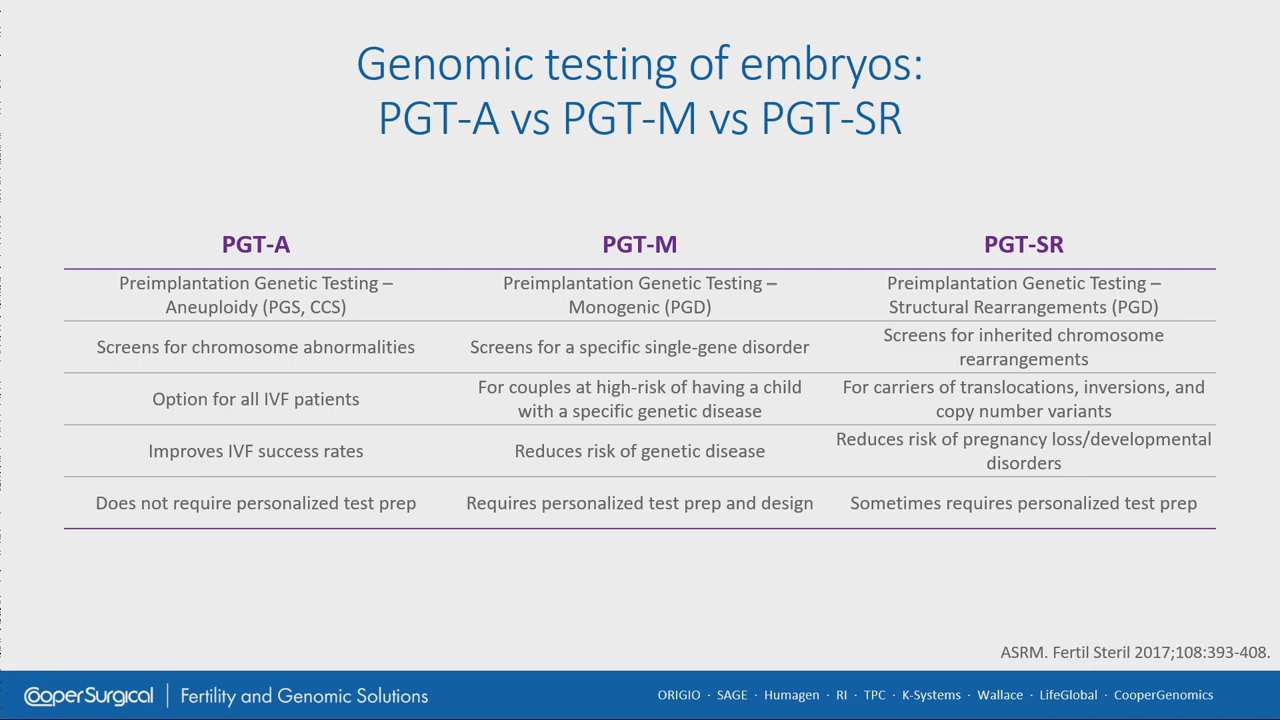 Genomic testing of embryos:
PGT-A vs PGT-M vs PGT-SR
PGT-A PGT-M PGT-SR
Preimplantation Genetic Testing –
Aneuploidy (PGS, CCS)
Preimplantation Genetic Testing –
Monogenic (PGD)
Preimplantation Genetic Testing –
Structural Rearrangements (PGD)
Screens for chromosome abnormalities
Screens for a specific single-gene disorder
Screens for inherited chromosome
rearrangements
Option for all IVF patients
For couples at high-risk of having a child
with a specific genetic disease
For carriers of translocations, inversions, and
copy number variants
Improves IVF success rates
Reduces risk of genetic disease
Reduces risk of pregnancy loss/developmental
disorders
Does not require personalized test prep
Requires personalized test prep and design
Sometimes requires personalized test prep
ASRM. Fertil Steril 2017;108:393-408.
CooperSurgical | Fertility and Genomic Solutions
ORIGIO · SAGE · Humagen · RI · TPC · K-Systems · Wallace · LifeGlobal · CooperGenomics